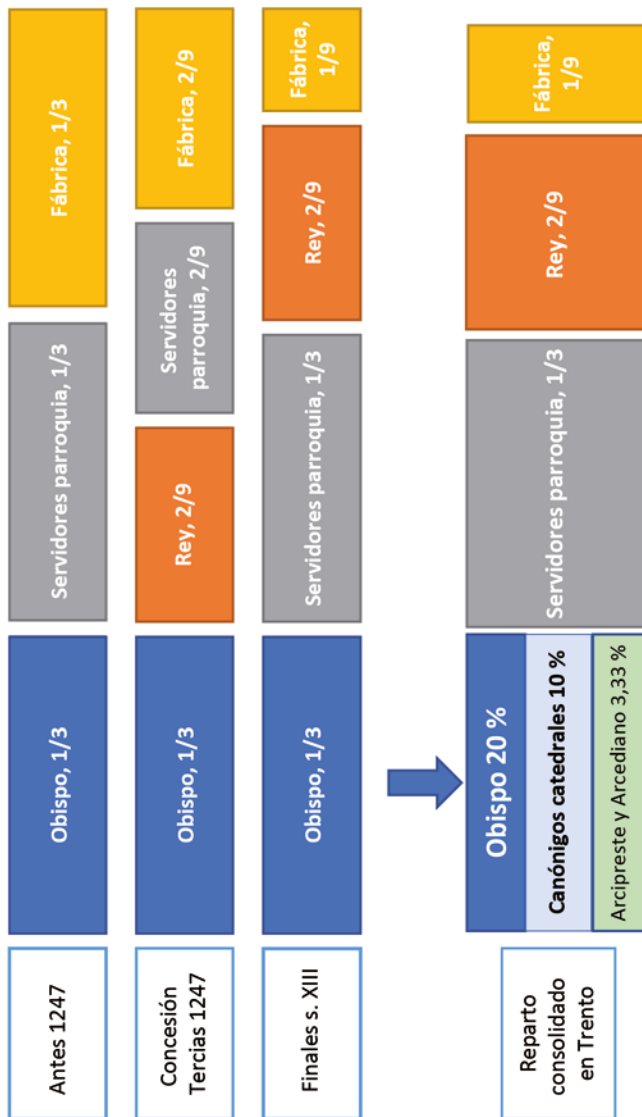 Antes 1247
Obispo, 1/3
Servidores parroquia, 1/3
Fábrica, 1/3
Concesión
Tercias 1247
Obispo, 1/3
Rey, 2/9
Servidores
parroquia, 2/9
Fábrica, 2/9
Finales s. XIII
Obispo, 1/3
Servidores parroquia, 1/3
Rey, 2/9
Fábrica,
1/9
Reparto
consolidado
en Trento
Obispo 20 %
Canónigos catedrales 10 %
Arcipreste y Arcediano 3,33 %
Servidores parroquia, 1/3
Rey, 2/9
Fábrica,
1/9